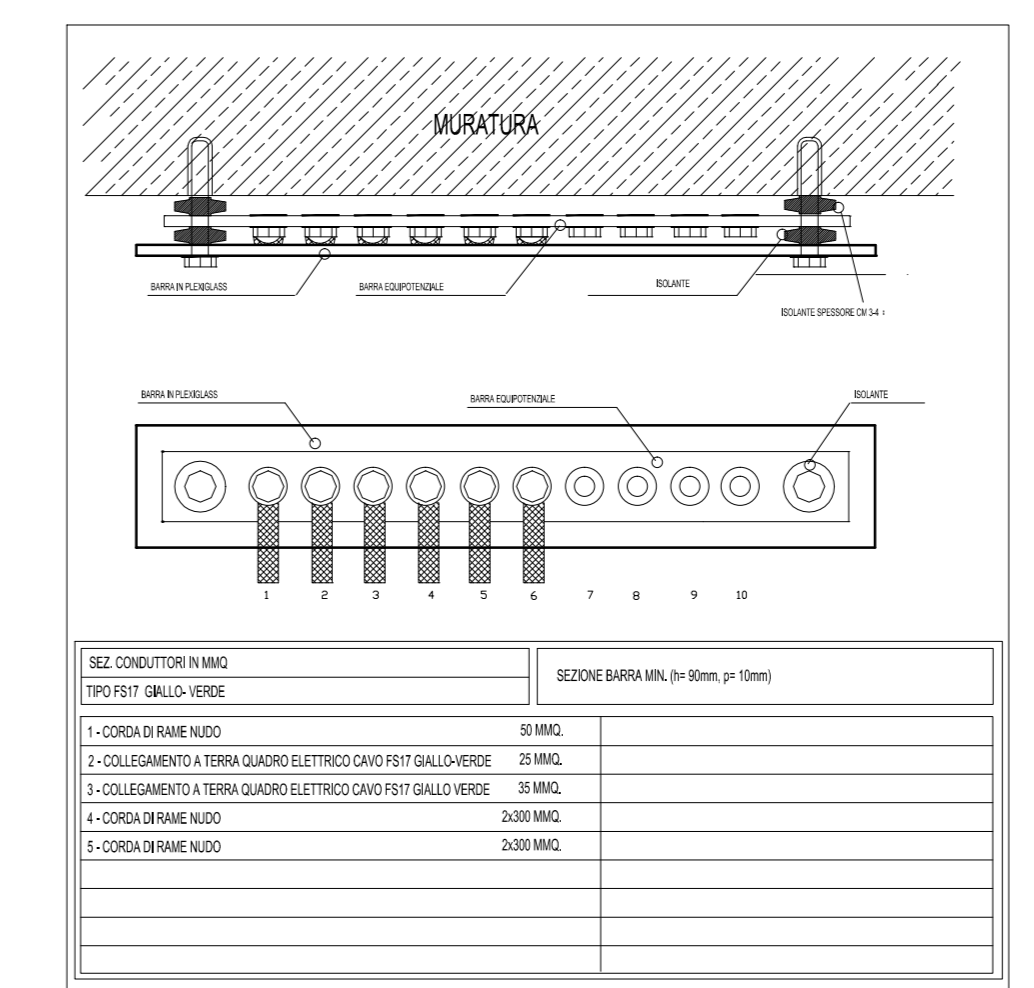 MURATURA
BARRA IN PLEXIGLASS
BARRA EQUIPOTENZIALE
ISOLANTE
ISOLANTE SPESSORE CM 3-4
BARRA IN PLEXIGLASS
BARRA EQUIPOTENZIALE
ISOLANTE
1 2 3 4 5 6 7 8 9 10
SEZ. CONDUTTORI IN MMQ
TIPO FS17 GIALLO- VERDE
SEZIONE BARRA MIN. (h= 90mm, p= 10mm)
1 - CORDA DI RAME NUDO 50 MMQ.
2 - COLLEGAMENTO A TERRA QUADRO ELETTRICO CAVO FS17 GIALLO-VERDE 25 MMQ.
3 - COLLEGAMENTO A TERRA QUADRO ELETTRICO CAVO FS17 GIALLO VERDE 35 MMQ.
4 - CORDA DI RAME NUDO 2x300 MMQ.
5 - CORDA DI RAME NUDO 2x300 MMQ.